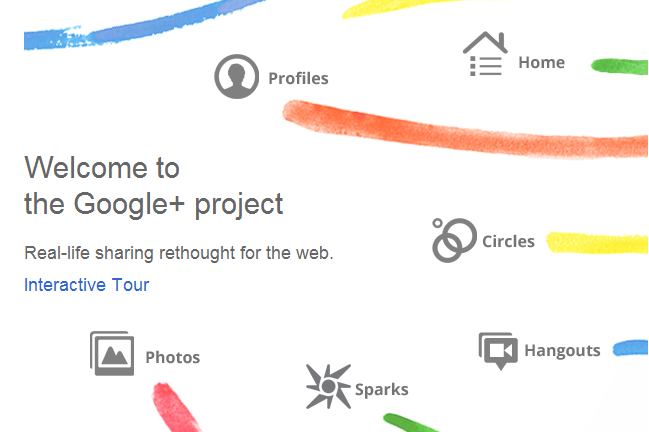 Home
Profiles
Welcome to
the Google+ project
Circles
Real-life sharing rethought for the web.
Interactive Tour
Hangouts
Photos
Sparks